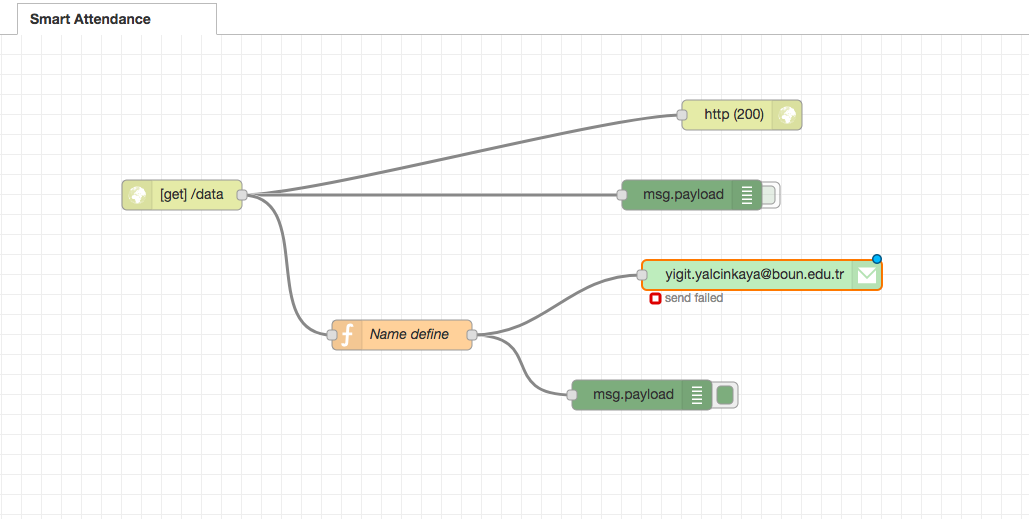 Smart Attendance
http (200)
[get] /data
msg.payload
yigit.yalcinkaya@boun.edu.tr
send failed
Name define
msg.payload